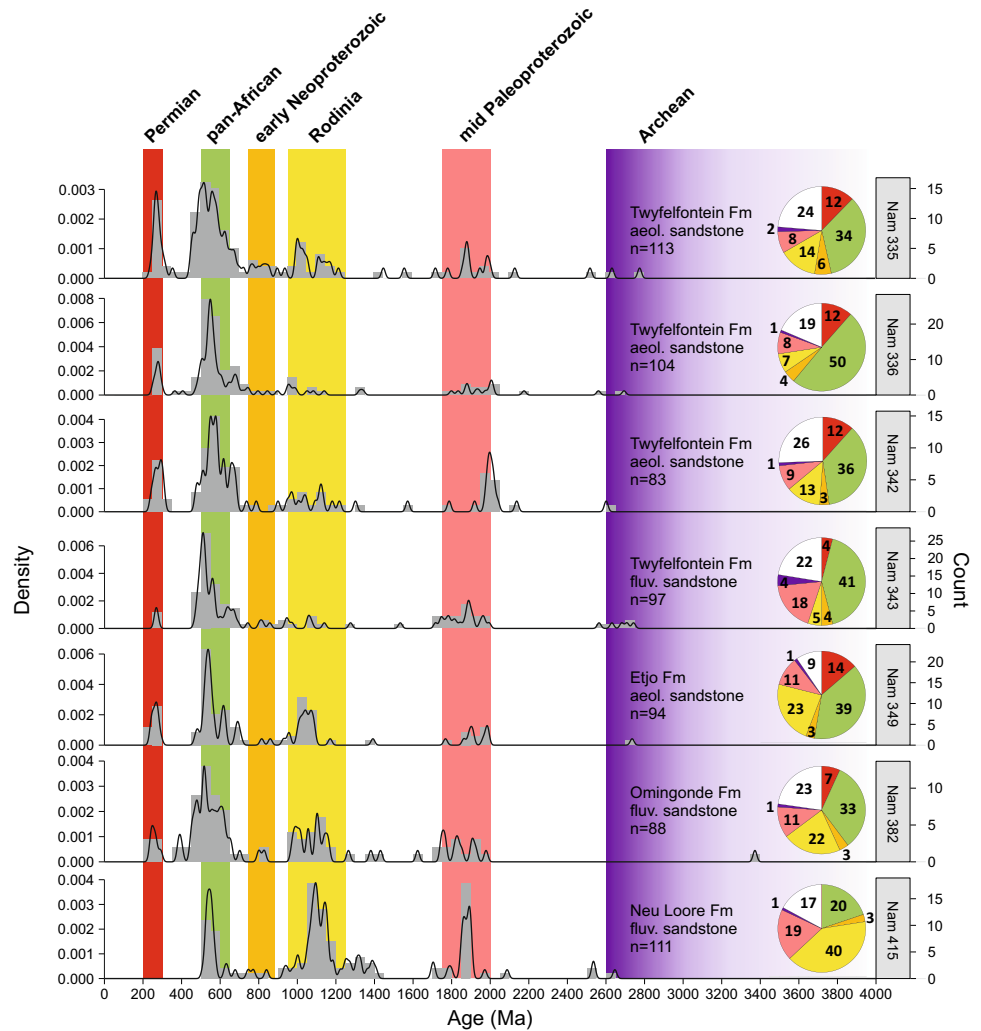 Permian
pan-African
early Neoproterozoic
Rodinia
mid Paleoproterozoic
Archean
Density
Count
0.003
0.002
0.001
0.000
Twyfelfontein Fm
aeol. sandstone
n=113
24
12
2
8
34
14
6
15
10
5
0
Nam 335
0.008
0.006
0.004
0.002
0.000
Twyfelfontein Fm
aeol. sandstone
n=104
1
19
12
8
7
50
4
20
10
0
Nam 336
0.004
0.003
0.002
0.001
0.000
Twyfelfontein Fm
aeol. sandstone
n=83
26
12
1
9
36
13
3
15
10
5
0
Nam 342
0.006
0.004
0.002
0.000
Twyfelfontein Fm
fluv. sandstone
n=97
4
22
4
41
18
5
4
25
20
15
10
5
0
Nam 343
0.006
0.004
0.002
0.000
Etjo Fm
aeol. sandstone
n=94
1
9
14
11
23
39
3
20
15
10
5
0
Nam 349
0.004
0.003
0.002
0.001
0.000
Omingonde Fm
fluv. sandstone
n=88
7
23
1
11
33
22
3
10
5
0
Nam 382
0.004
0.003
0.002
0.001
0.000
Neu Loore Fm
fluv. sandstone
n=111
1
17
20
3
19
40
15
10
5
0
Nam 415
0 200 400 600 800 1000 1200 1400 1600 1800 2000 2200 2400 2600 2800 3000 3200 3400 3600 3800 4000
Age (Ma)